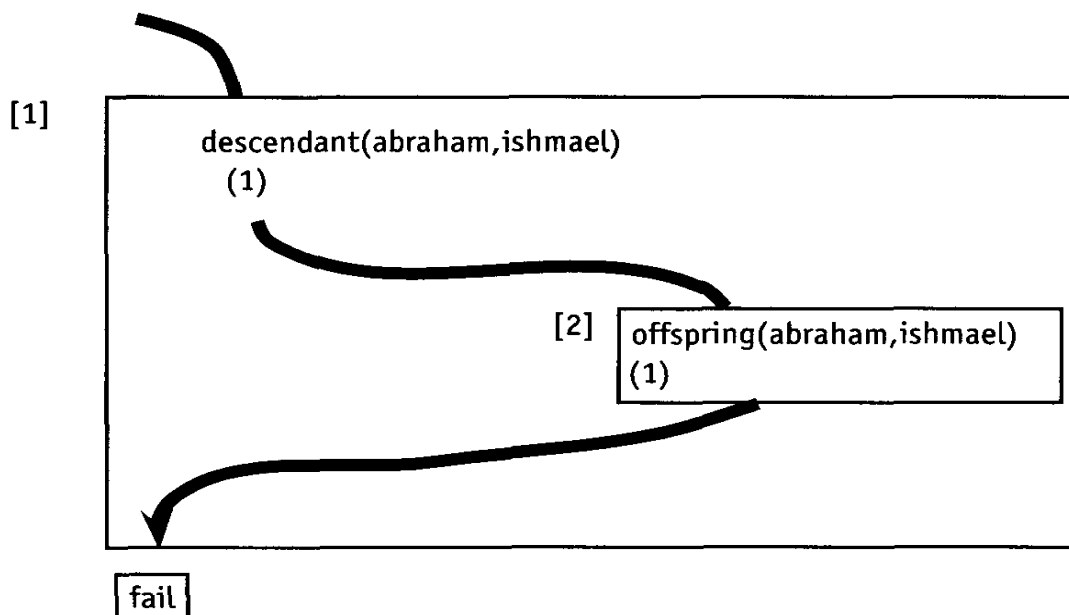 [1]
descendant(abraham,ishmael)
(1)
[2]
offspring(abraham,ishmael)
(1)
fail